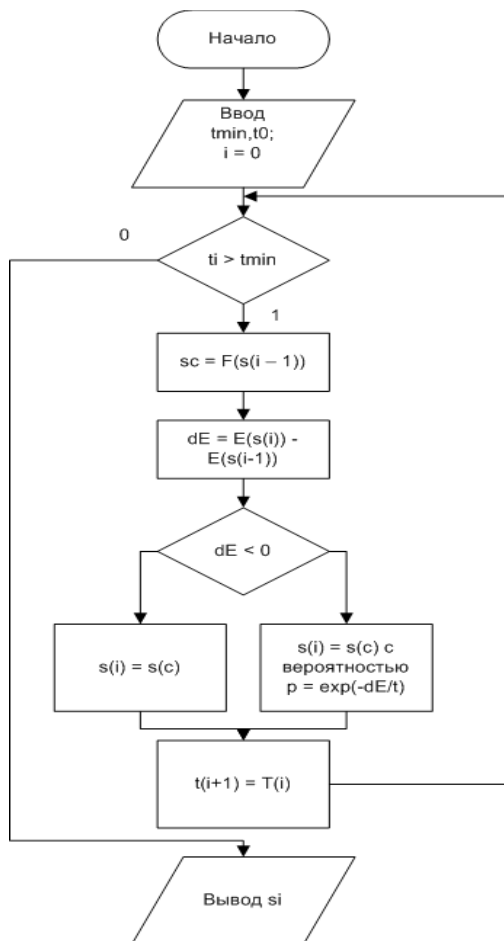 Начало
Ввод
tmin,t0;
i = 0
0
ti > tmin
1
sc = F(s(i – 1))
dE = E(s(i)) -
E(s(i-1))
dE < 0
s(i) = s(c)
s(i) = s(c) с
вероятностью
p = exp(-dE/t)
t(i+1) = T(i)
Вывод si